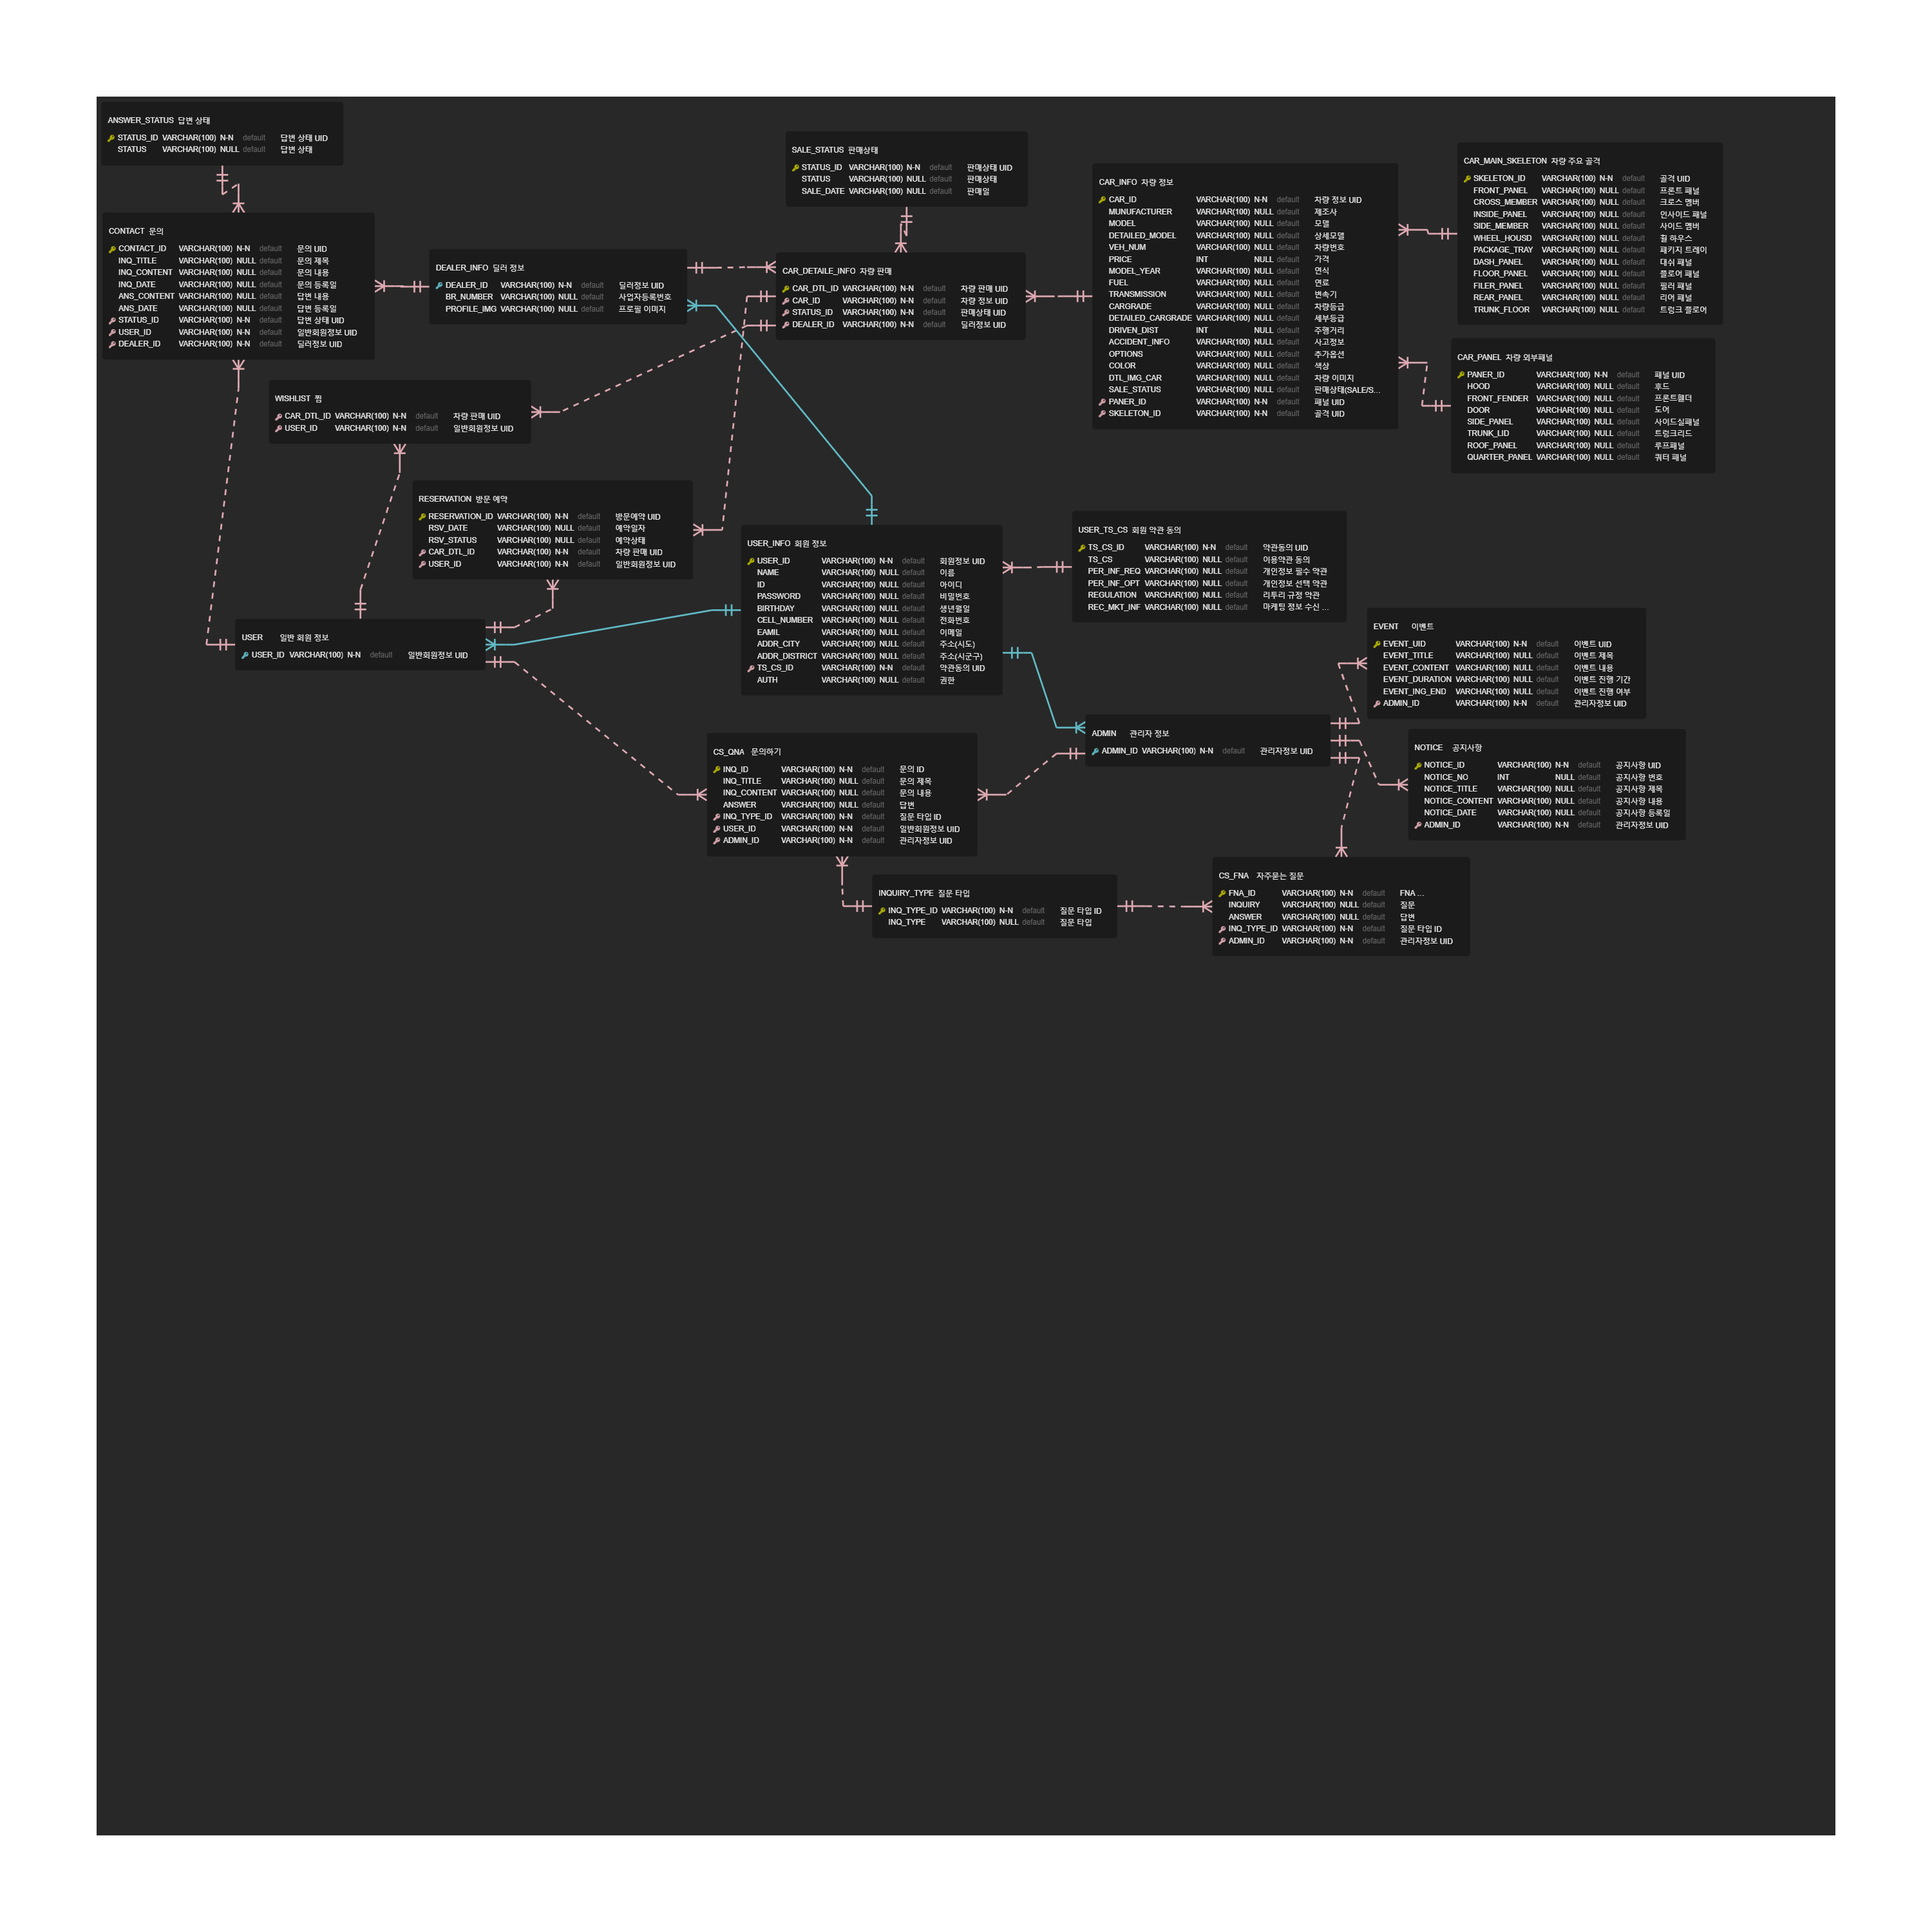 ANSWER_STATUS 답변 상태
STATUS_ID VARCHAR(100) N-N default 답변 상태 UID
STATUS VARCHAR(100) NULL default 답변 상태
SALE_STATUS 판매상태
STATUS_ID VARCHAR(100) N-N default 판매상태 UID
STATUS VARCHAR(100) NULL default 판매상태
SALE_DATE VARCHAR(100) NULL default 판매일
CAR_MAIN_SKELETON 차량 주요 골격
SKELETON_ID VARCHAR(100) N-N default 골격 UID
FRONT_PANEL VARCHAR(100) NULL default 프론트 패널
CROSS_MEMBER VARCHAR(100) NULL default 크로스 멤버
INSIDE_PANEL VARCHAR(100) NULL default 인사이드 패널
SIDE_MEMBER VARCHAR(100) NULL default 사이드 멤버
WHEEL_HOUSD VARCHAR(100) NULL default 휠 하우스
PACKAGE_TRAY VARCHAR(100) NULL default 패키지 트레이
DASH_PANEL VARCHAR(100) NULL default 대쉬 패널
FLOOR_PANEL VARCHAR(100) NULL default 플로어 패널
FILER_PANEL VARCHAR(100) NULL default 필러 패널
REAR_PANEL VARCHAR(100) NULL default 리어 패널
TRUNK_FLOOR VARCHAR(100) NULL default 트렁크 플로어
CAR_INFO 차량 정보
CAR_ID VARCHAR(100) N-N default 차량 정보 UID
MUNUFACTURER VARCHAR(100) NULL default 제조사
MODEL VARCHAR(100) NULL default 모델
DETAILED_MODEL VARCHAR(100) NULL default 상세모델
VEH_NUM VARCHAR(100) NULL default 차량번호
PRICE INT NULL default 가격
MODEL_YEAR VARCHAR(100) NULL default 연식
FUEL VARCHAR(100) NULL default 연료
TRANSMISSION VARCHAR(100) NULL default 변속기
CARGRADE VARCHAR(100) NULL default 차량등급
DETAILED_CARGRADE VARCHAR(100) NULL default 세부등급
DRIVEN_DIST INT NULL default 주행거리
ACCIDENT_INFO VARCHAR(100) NULL default 사고정보
OPTIONS VARCHAR(100) NULL default 추가옵션
COLOR VARCHAR(100) NULL default 색상
DTL_IMG_CAR VARCHAR(100) NULL default 차량 이미지
SALE_STATUS VARCHAR(100) NULL default 판매상태(SALE/S...
PANER_ID VARCHAR(100) N-N default 패널 UID
SKELETON_ID VARCHAR(100) N-N default 골격 UID
CONTACT 문의
CONTACT_ID VARCHAR(100) N-N default 문의 UID
INQ_TITLE VARCHAR(100) NULL default 문의 제목
INQ_CONTENT VARCHAR(100) NULL default 문의 내용
INQ_DATE VARCHAR(100) NULL default 문의 등록일
ANS_CONTENT VARCHAR(100) NULL default 답변 내용
ANS_DATE VARCHAR(100) NULL default 답변 등록일
STATUS_ID VARCHAR(100) N-N default 답변 상태 UID
USER_ID VARCHAR(100) N-N default 일반회원정보 UID
DEALER_ID VARCHAR(100) N-N default 딜러정보 UID
DEALER_INFO 딜러 정보
DEALER_ID VARCHAR(100) N-N default 딜러정보 UID
BR_NUMBER VARCHAR(100) NULL default 사업자등록번호
PROFILE_IMG VARCHAR(100) NULL default 프로필 이미지
CAR_DETAILE_INFO 차량 판매
CAR_DTL_ID VARCHAR(100) N-N default 차량 판매 UID
CAR_ID VARCHAR(100) N-N default 차량 정보 UID
STATUS_ID VARCHAR(100) N-N default 판매상태 UID
DEALER_ID VARCHAR(100) N-N default 딜러정보 UID
CAR_PANEL 차량 외부패널
PANER_ID VARCHAR(100) N-N default 패널 UID
HOOD VARCHAR(100) NULL default 후드
FRONT_FENDER VARCHAR(100) NULL default 프론트휀더
DOOR VARCHAR(100) NULL default 도어
SIDE_PANEL VARCHAR(100) NULL default 사이드실패널
TRUNK_LID VARCHAR(100) NULL default 트렁크리드
ROOF_PANEL VARCHAR(100) NULL default 루프패널
QUARTER_PANEL VARCHAR(100) NULL default 쿼터 패널
WISHLIST 찜
CAR_DTL_ID VARCHAR(100) N-N default 차량 판매 UID
USER_ID VARCHAR(100) N-N default 일반회원정보 UID
RESERVATION 방문 예약
RESERVATION_ID VARCHAR(100) N-N default 방문예약 UID
RSV_DATE VARCHAR(100) NULL default 예약일자
RSV_STATUS VARCHAR(100) NULL default 예약상태
CAR_DTL_ID VARCHAR(100) N-N default 차량 판매 UID
USER_ID VARCHAR(100) N-N default 일반회원정보 UID
USER_INFO 회원 정보
USER_ID VARCHAR(100) N-N default 회원정보 UID
NAME VARCHAR(100) NULL default 이름
ID VARCHAR(100) NULL default 아이디
PASSWORD VARCHAR(100) NULL default 비밀번호
BIRTHDAY VARCHAR(100) NULL default 생년월일
CELL_NUMBER VARCHAR(100) NULL default 전화번호
EAMIL VARCHAR(100) NULL default 이메일
ADDR_CITY VARCHAR(100) NULL default 주소(시도)
ADDR_DISTRICT VARCHAR(100) NULL default 주소(시군구)
TS_CS_ID VARCHAR(100) N-N default 약관동의 UID
AUTH VARCHAR(100) NULL default 권한
USER_TS_CS 회원 약관 동의
TS_CS_ID VARCHAR(100) N-N default 약관동의 UID
TS_CS VARCHAR(100) NULL default 이용약관 동의
PER_INF_REQ VARCHAR(100) NULL default 개인정보 필수 약관
PER_INF_OPT VARCHAR(100) NULL default 개인정보 선택 약관
REGULATION VARCHAR(100) NULL default 리투리 규정 약관
REC_MKT_INF VARCHAR(100) NULL default 마케팅 정보 수신 ...
USER 일반 회원 정보
USER_ID VARCHAR(100) N-N default 일반회원정보 UID
EVENT 이벤트
EVENT_UID VARCHAR(100) N-N default 이벤트 UID
EVENT_TITLE VARCHAR(100) NULL default 이벤트 제목
EVENT_CONTENT VARCHAR(100) NULL default 이벤트 내용
EVENT_DURATION VARCHAR(100) NULL default 이벤트 진행 기간
EVENT_ING_END VARCHAR(100) NULL default 이벤트 진행 여부
ADMIN_ID VARCHAR(100) N-N default 관리자정보 UID
ADMIN 관리자 정보
ADMIN_ID VARCHAR(100) N-N default 관리자정보 UID
NOTICE 공지사항
NOTICE_ID VARCHAR(100) N-N default 공지사항 UID
NOTICE_NO INT NULL default 공지사항 번호
NOTICE_TITLE VARCHAR(100) NULL default 공지사항 제목
NOTICE_CONTENT VARCHAR(100) NULL default 공지사항 내용
NOTICE_DATE VARCHAR(100) NULL default 공지사항 등록일
ADMIN_ID VARCHAR(100) N-N default 관리자정보 UID
CS_QNA 문의하기
INQ_ID VARCHAR(100) N-N default 문의 ID
INQ_TITLE VARCHAR(100) NULL default 문의 제목
INQ_CONTENT VARCHAR(100) NULL default 문의 내용
ANSWER VARCHAR(100) NULL default 답변
INQ_TYPE_ID VARCHAR(100) N-N default 질문 타입 ID
USER_ID VARCHAR(100) N-N default 일반회원정보 UID
ADMIN_ID VARCHAR(100) N-N default 관리자정보 UID
INQUIRY_TYPE 질문 타입
INQ_TYPE_ID VARCHAR(100) N-N default 질문 타입 ID
INQ_TYPE VARCHAR(100) NULL default 질문 타입
CS_FNA 자주묻는 질문
FNA_ID VARCHAR(100) N-N default FNA ...
INQUIRY VARCHAR(100) NULL default 질문
ANSWER VARCHAR(100) NULL default 답변
INQ_TYPE_ID VARCHAR(100) N-N default 질문 타입 ID
ADMIN_ID VARCHAR(100) N-N default 관리자정보 UID